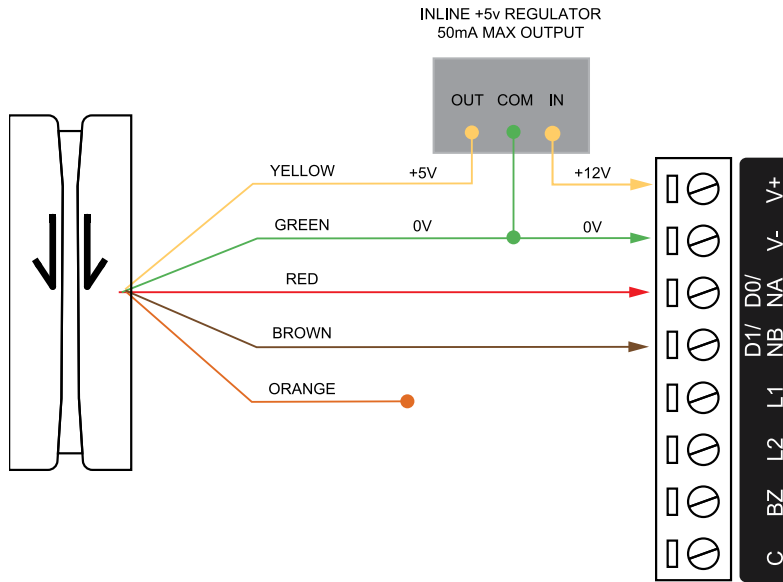 INLINE +5v REGULATOR
50mA MAX OUTPUT
OUT COM IN
YELLOW +5V +12V
GREEN 0V 0V
RED
BROWN
ORANGE
V+
V-
D0/
NA
D1/
NB
L1
L2
BZ
C